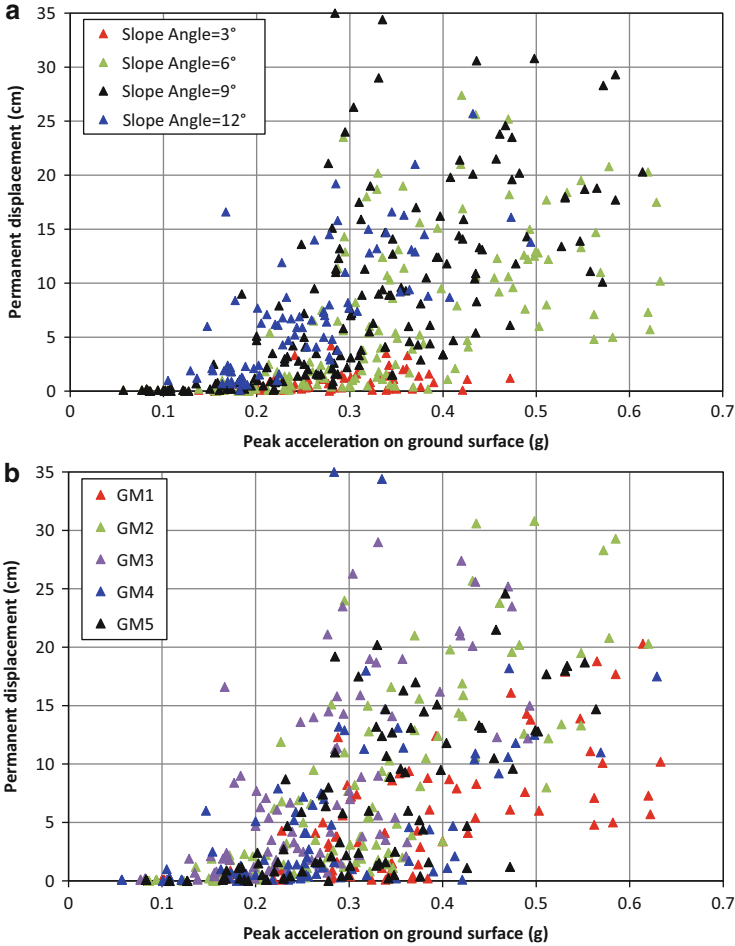 a
35
30
25
20
15
10
5
0
Permanent displacement (cm)
Slope Angle=3°
Slope Angle=6°
Slope Angle=9°
Slope Angle=12°
0 0.1 0.2 0.3 0.4 0.5 0.6 0.7
Peak acceleration on ground surface (g)
b
35
30
25
20
15
10
5
0
Permanent displacement (cm)
GM1
GM2
GM3
GM4
GM5
0 0.1 0.2 0.3 0.4 0.5 0.6 0.7
Peak acceleration on ground surface (g)